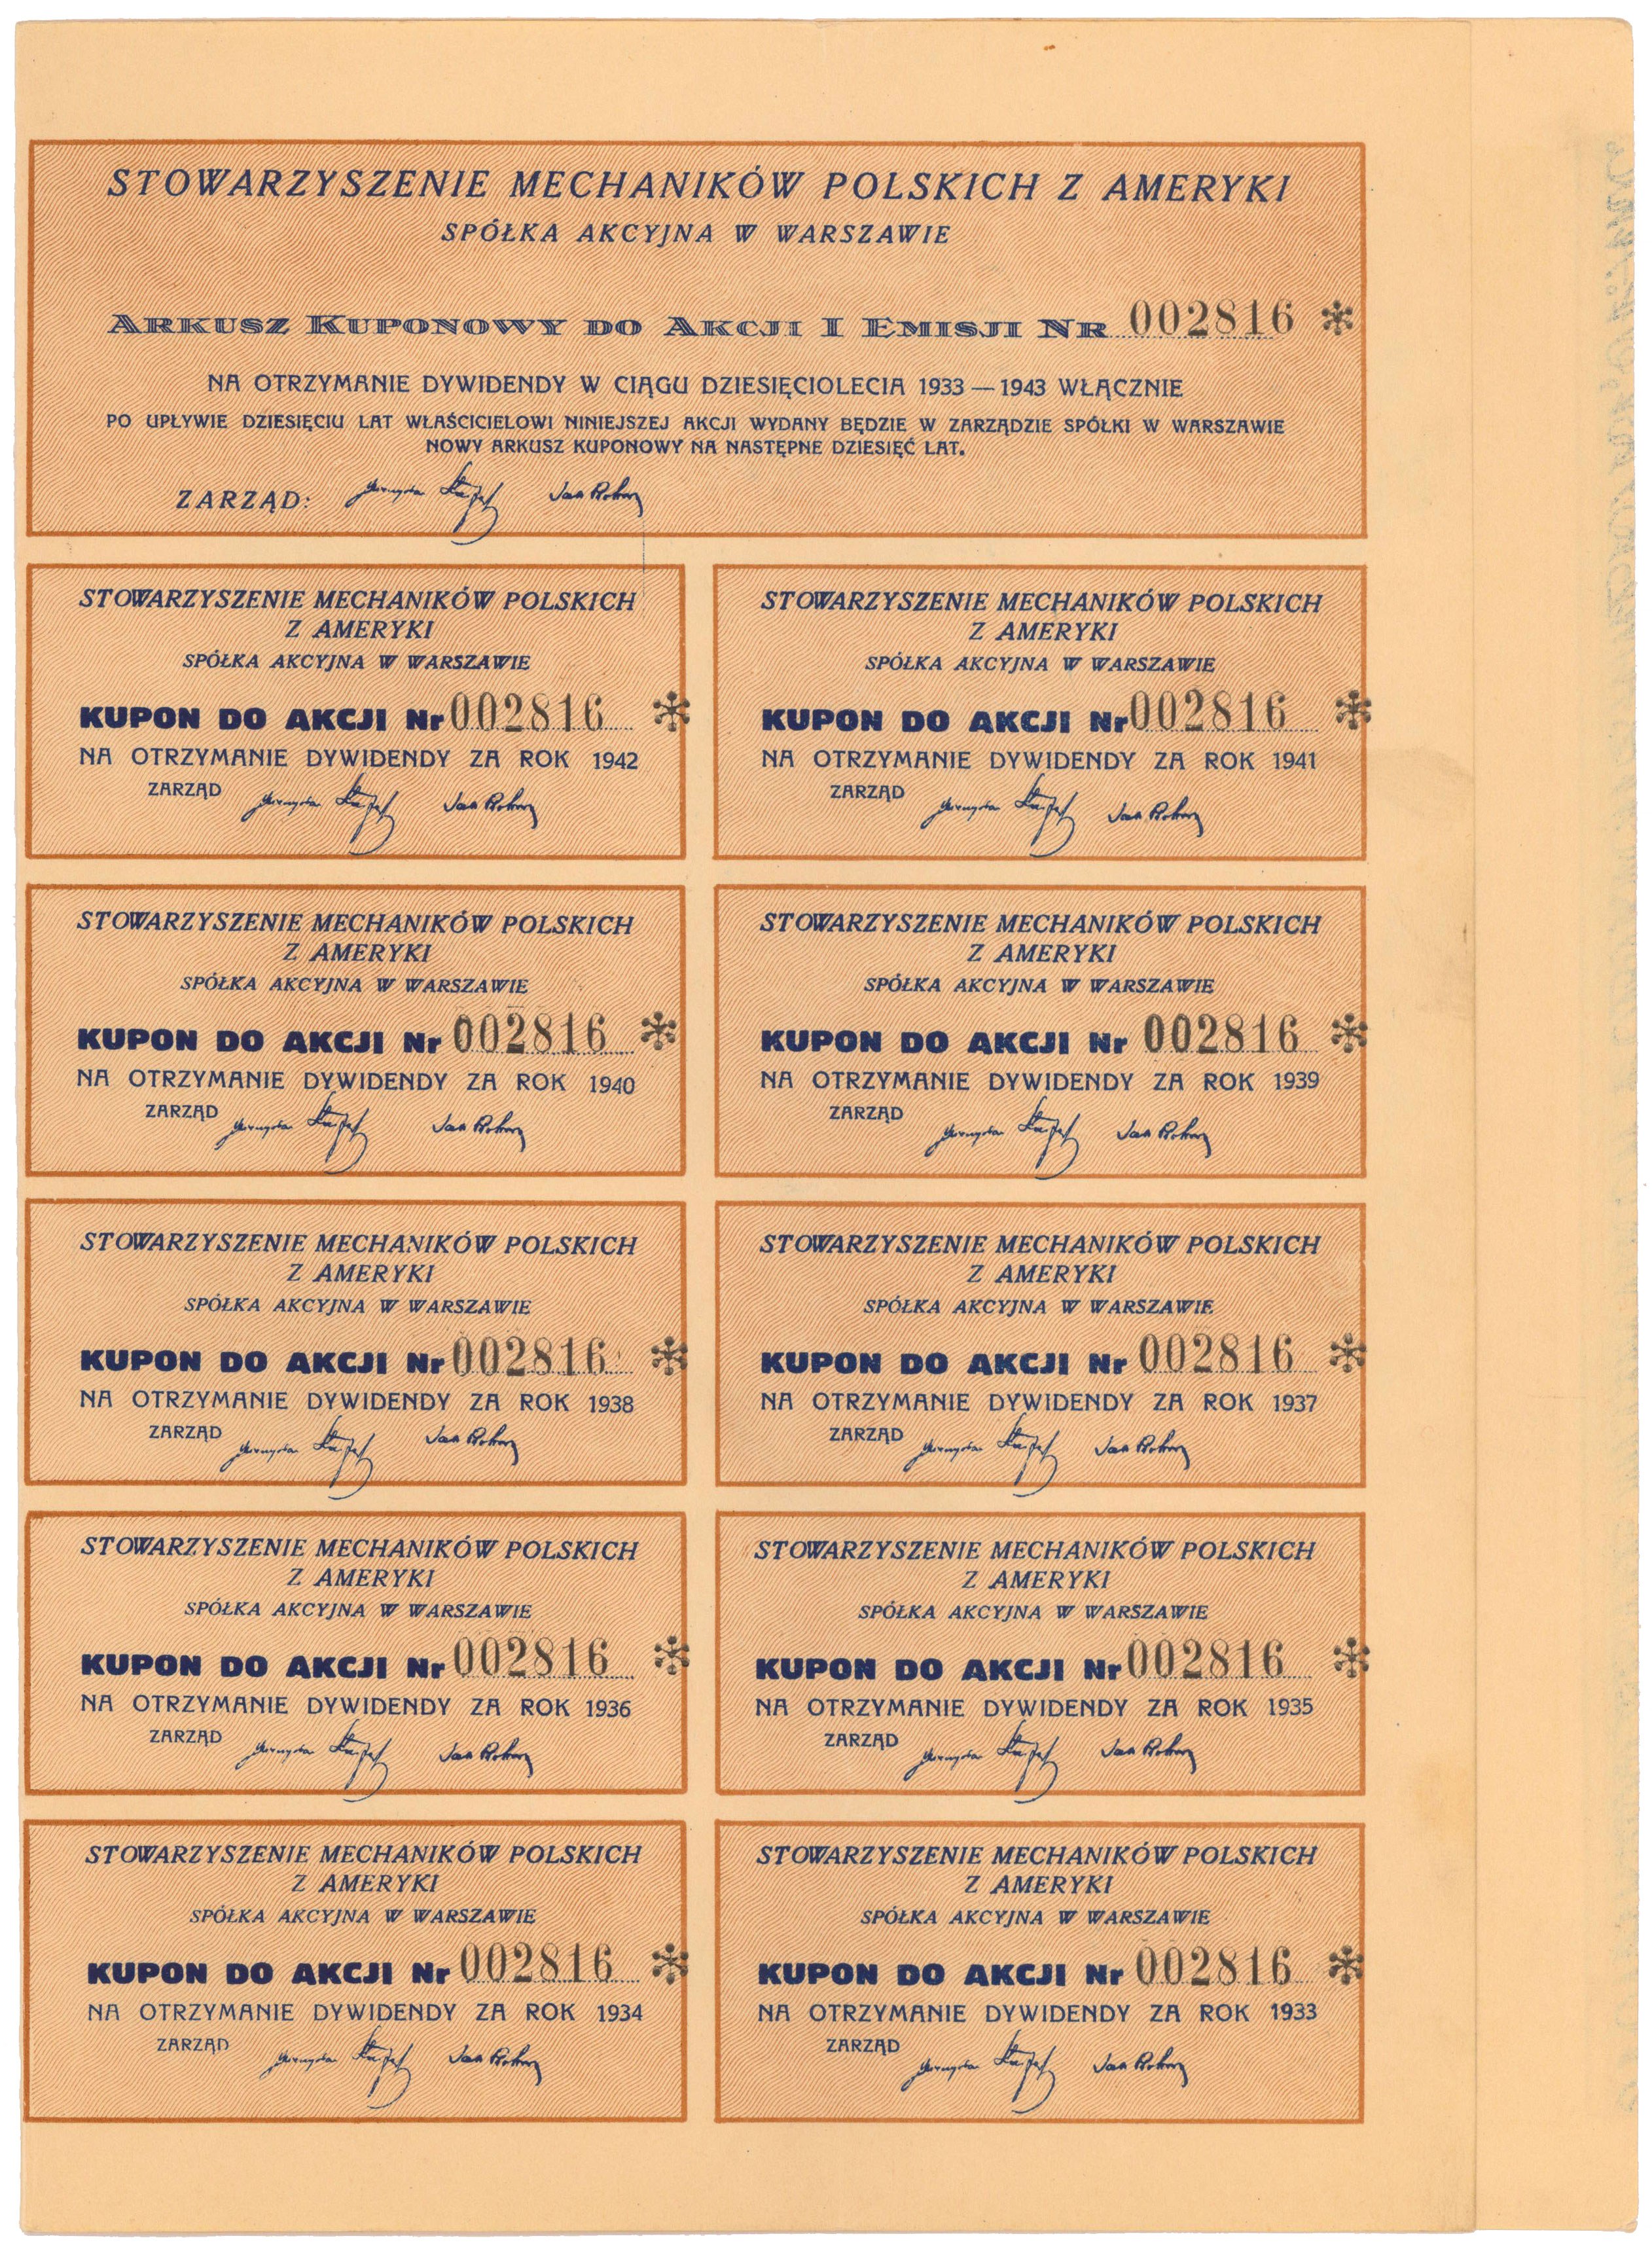 STOWARZYSZENIE MECHANIKÓW POLSKICH Z AMERYKI
SPÓŁKA AKCYJNA W WARSZAWIE
ARKUSZ KUPONOWY DO AKCJI I EMISJI NR 002816 *
NA OTRZYMANIE DYWIDENDY W CIĄGU DZIESIĘCIOLECIA 1933 — 1943 WŁĄCZNIE
PO UPŁYWIE DZIESIĘCIU LAT WŁAŚCICIELOWI NINIEJSZEJ AKCJI WYDANY BĘDZIE W ZARZĄDZIE SPÓŁKI W WARSZAWIE
NOWY ARKUSZ KUPONOWY NA NASTĘPNE DZIESIĘĆ LAT.
ZARZĄD:
STOWARZYSZENIE MECHANIKÓW POLSKICH
Z AMERYKI
SPÓŁKA AKCYJNA W WARSZAWIE
KUPON DO AKCJI Nr 002816 *
NA OTRZYMANIE DYWIDENDY ZA ROK 1942
ZARZĄD
STOWARZYSZENIE MECHANIKÓW POLSKICH
Z AMERYKI
SPÓŁKA AKCYJNA W WARSZAWIE
KUPON DO AKCJI Nr 002816 *
NA OTRZYMANIE DYWIDENDY ZA ROK 1941
ZARZĄD
STOWARZYSZENIE MECHANIKÓW POLSKICH
Z AMERYKI
SPÓŁKA AKCYJNA W WARSZAWIE
KUPON DO AKCJI Nr 002816 *
NA OTRZYMANIE DYWIDENDY ZA ROK 1940
ZARZĄD
STOWARZYSZENIE MECHANIKÓW POLSKICH
Z AMERYKI
SPÓŁKA AKCYJNA W WARSZAWIE
KUPON DO AKCJI Nr 002816 *
NA OTRZYMANIE DYWIDENDY ZA ROK 1939
ZARZĄD
STOWARZYSZENIE MECHANIKÓW POLSKICH
Z AMERYKI
SPÓŁKA AKCYJNA W WARSZAWIE
KUPON DO AKCJI Nr 002816 *
NA OTRZYMANIE DYWIDENDY ZA ROK 1938
ZARZĄD
STOWARZYSZENIE MECHANIKÓW POLSKICH
Z AMERYKI
SPÓŁKA AKCYJNA W WARSZAWIE
KUPON DO AKCJI Nr 002816 *
NA OTRZYMANIE DYWIDENDY ZA ROK 1937
ZARZĄD
STOWARZYSZENIE MECHANIKÓW POLSKICH
Z AMERYKI
SPÓŁKA AKCYJNA W WARSZAWIE
KUPON DO AKCJI Nr 002816 *
NA OTRZYMANIE DYWIDENDY ZA ROK 1936
ZARZĄD
STOWARZYSZENIE MECHANIKÓW POLSKICH
Z AMERYKI
SPÓŁKA AKCYJNA W WARSZAWIE
KUPON DO AKCJI Nr 002816 *
NA OTRZYMANIE DYWIDENDY ZA ROK 1935
ZARZĄD
STOWARZYSZENIE MECHANIKÓW POLSKICH
Z AMERYKI
SPÓŁKA AKCYJNA W WARSZAWIE
KUPON DO AKCJI Nr 002816 *
NA OTRZYMANIE DYWIDENDY ZA ROK 1934
ZARZĄD
STOWARZYSZENIE MECHANIKÓW POLSKICH
Z AMERYKI
SPÓŁKA AKCYJNA W WARSZAWIE
KUPON DO AKCJI Nr 002816 *
NA OTRZYMANIE DYWIDENDY ZA ROK 1933
ZARZĄD